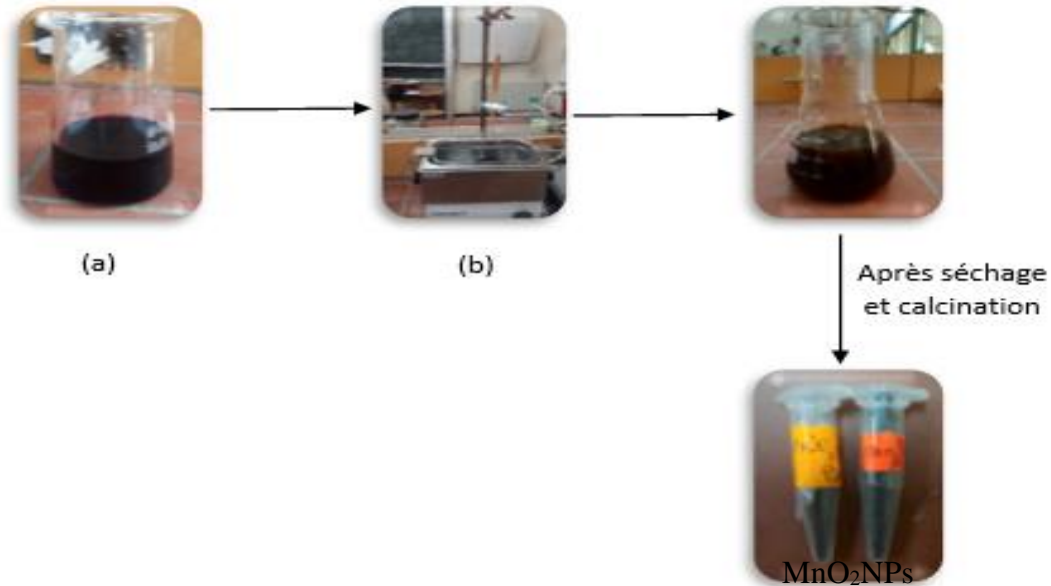 (a)
(b)
Après séchage
et calcination
MnO₂NPs